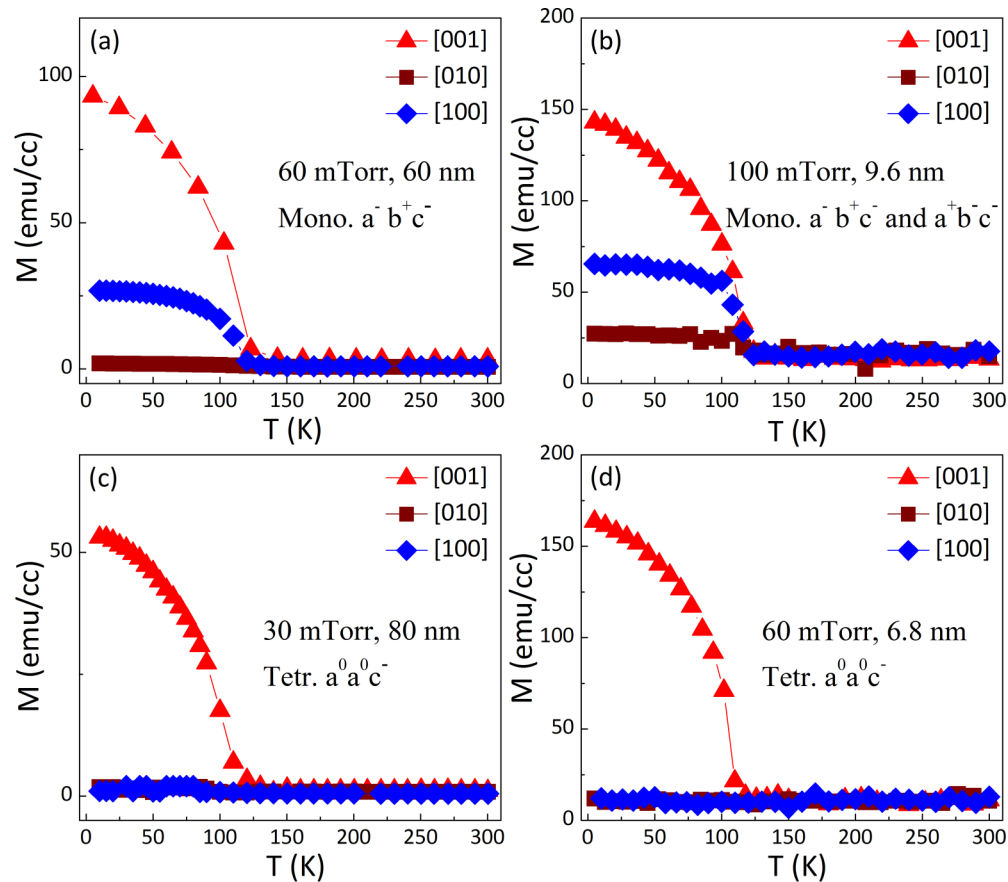 (a)
[001]
[010]
[100]
60 mTorr, 60 nm
Mono. a⁻ b⁺c⁻
M (emu/cc)
100
50
0
0 50 100 150 200 250 300
T (K)
(b)
[001]
[010]
[100]
100 mTorr, 9.6 nm
Mono. a⁻ b⁺c⁻ and a⁺b⁻c⁻
M (emu/cc)
200
150
100
50
0
0 50 100 150 200 250 300
T (K)
(c)
[001]
[010]
[100]
30 mTorr, 80 nm
Tetr. a⁰a⁰c⁻
M (emu/cc)
50
0
0 50 100 150 200 250 300
T (K)
(d)
[001]
[010]
[100]
60 mTorr, 6.8 nm
Tetr. a⁰a⁰c⁻
M (emu/cc)
200
150
100
50
0
0 50 100 150 200 250 300
T (K)